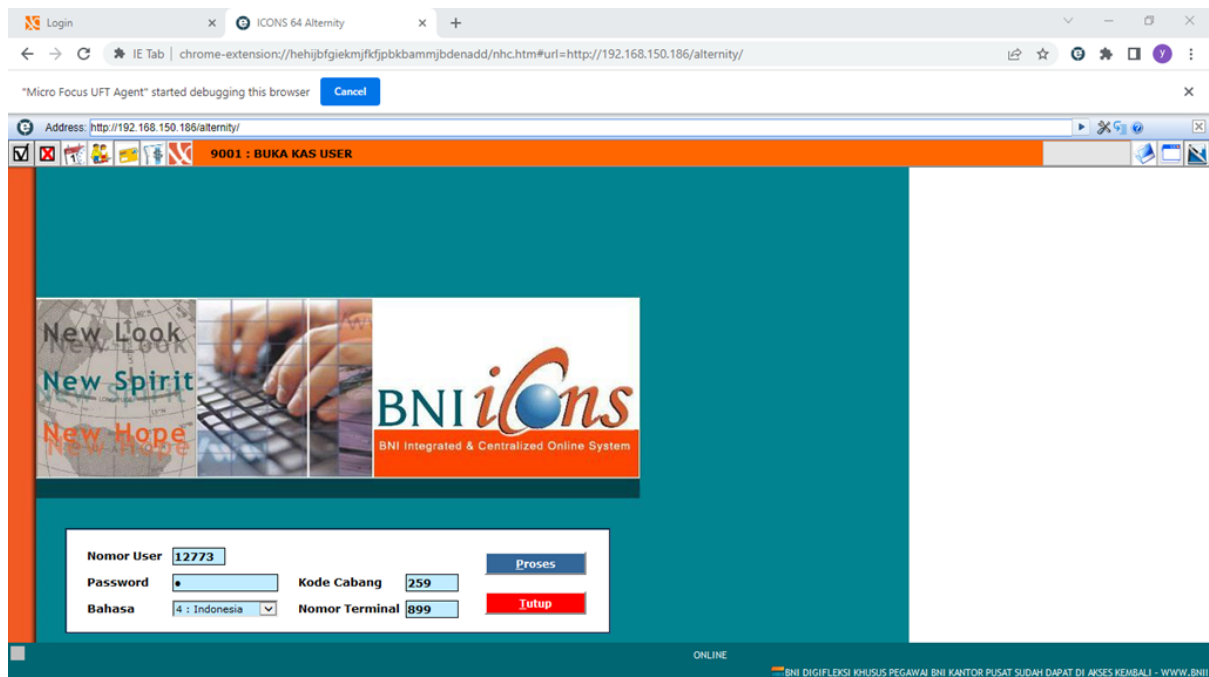 Login
ICONS 64 Alternity
IE Tab | chrome-extension://hehijbfgiekmjfkfjpbkbammjbdenadd/nhc.htm#url=http://192.168.150.186/alternity/
y
"Micro Focus UFT Agent" started debugging this browser Cancel
Address: http://192.168.150.186/alternity/
9001 : BUKA KAS USER
New Look
New Spirit
New Hope
BNI icons
BNI Integrated & Centralized Online System
Nomor User 12773
Proses
Password Kode Cabang 259
Bahasa 4 : Indonesia Nomor Terminal 899
Tutup
ONLINE
BNI DIGIFLEKSI KHUSUS PEGAWAI BNI KANTOR PUSAT SUDAH DAPAT DI AKSES KEMBALI - WWW.BNI